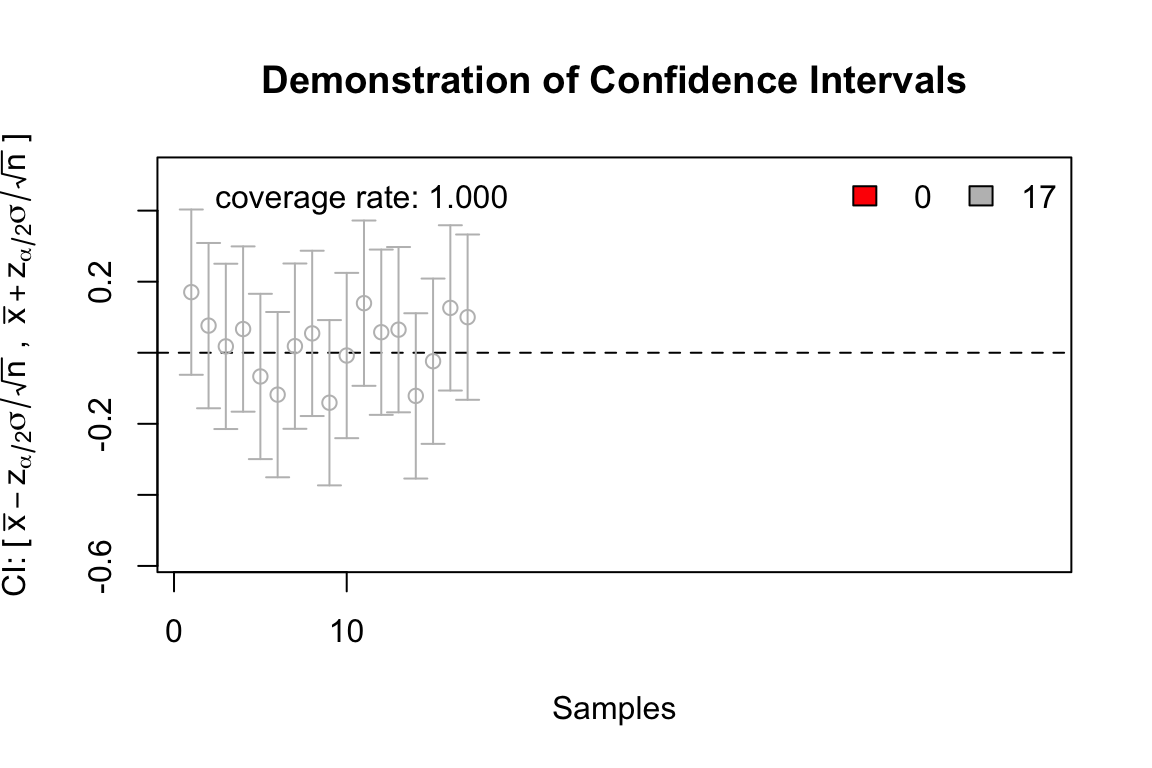 Demonstration of Confidence Intervals
CI: [ x̅ − zα/2σ/√n , x̅ + zα/2σ/√n ]
coverage rate: 1.000
0 17
0.2
-0.2
-0.6
0 10
Samples